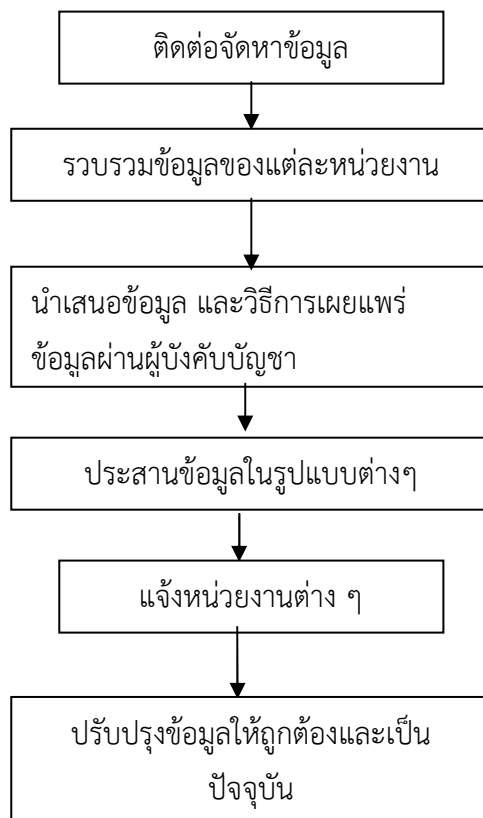 ติดต่อจัดหาข้อมูล
รวบรวมข้อมูลของแต่ละหน่วยงาน
นำเสนอข้อมูล และวิธีการเผยแพร่
ข้อมูลผ่านผู้บังคับบัญชา
ประสานข้อมูลในรูปแบบต่างๆ
แจ้งหน่วยงานต่าง ๆ
ปรับปรุงข้อมูลให้ถูกต้องและเป็น
ปัจจุบัน